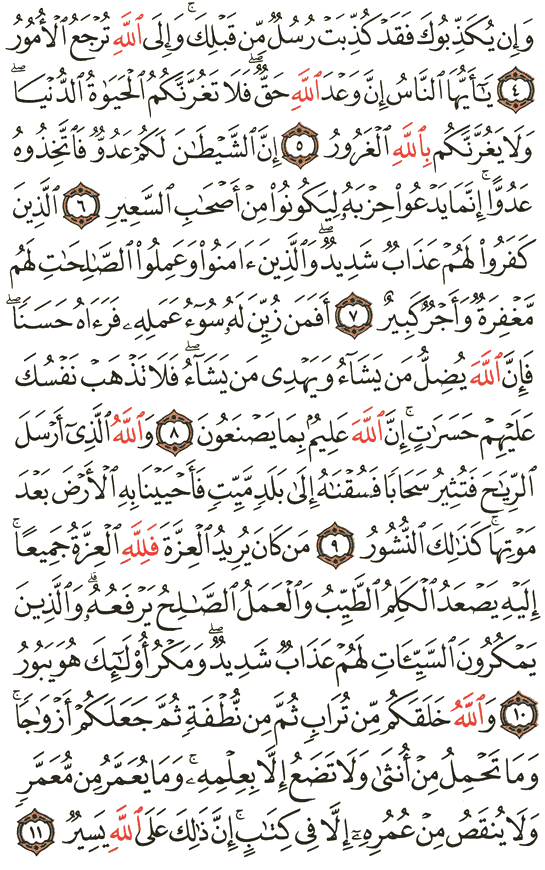 وَإِن يُكَذِّبُوكَ فَقَدْ كُذِّبَتْ رُسُلٌ مِّن قَبْلِكَ ۚ وَإِلَى ٱللَّهِ تُرْجَعُ ٱلْأُمُورُ
٤ يَـٰٓأَيُّهَا ٱلنَّاسُ إِنَّ وَعْدَ ٱللَّهِ حَقٌّ ۖ فَلَا تَغُرَّنَّكُمُ ٱلْحَيَوٰةُ ٱلدُّنْيَا ۖ
وَلَا يَغُرَّنَّكُم بِٱللَّهِ ٱلْغَرُورُ ٥ إِنَّ ٱلشَّيْطَـٰنَ لَكُمْ عَدُوٌّ فَٱتَّخِذُوهُ
عَدُوًّا ۚ إِنَّمَا يَدْعُوا۟ حِزْبَهُۥ لِيَكُونُوا۟ مِنْ أَصْحَـٰبِ ٱلسَّعِيرِ ٦ ٱلَّذِينَ
كَفَرُوا۟ لَهُمْ عَذَابٌ شَدِيدٌ ۖ وَٱلَّذِينَ ءَامَنُوا۟ وَعَمِلُوا۟ ٱلصَّـٰلِحَـٰتِ لَهُم
مَّغْفِرَةٌ وَأَجْرٌ كَبِيرٌ ٧ أَفَمَن زُيِّنَ لَهُۥ سُوٓءُ عَمَلِهِۦ فَرَءَاهُ حَسَنًا ۖ
فَإِنَّ ٱللَّهَ يُضِلُّ مَن يَشَآءُ وَيَهْدِى مَن يَشَآءُ ۖ فَلَا تَذْهَبْ نَفْسُكَ
عَلَيْهِمْ حَسَرَٰتٍ ۚ إِنَّ ٱللَّهَ عَلِيمٌۢ بِمَا يَصْنَعُونَ ٨ وَٱللَّهُ ٱلَّذِىٓ أَرْسَلَ
ٱلرِّيَـٰحَ فَتُثِيرُ سَحَابًا فَسُقْنَـٰهُ إِلَىٰ بَلَدٍ مَّيِّتٍ فَأَحْيَيْنَا بِهِ ٱلْأَرْضَ بَعْدَ
مَوْتِهَا ۚ كَذَٰلِكَ ٱلنُّشُورُ ٩ مَن كَانَ يُرِيدُ ٱلْعِزَّةَ فَلِلَّهِ ٱلْعِزَّةُ جَمِيعًا ۚ
إِلَيْهِ يَصْعَدُ ٱلْكَلِمُ ٱلطَّيِّبُ وَٱلْعَمَلُ ٱلصَّـٰلِحُ يَرْفَعُهُۥ ۚ وَٱلَّذِينَ
يَمْكُرُونَ ٱلسَّيِّـَٔاتِ لَهُمْ عَذَابٌ شَدِيدٌ ۖ وَمَكْرُ أُو۟لَـٰٓئِكَ هُوَ يَبُورُ
١٠ وَٱللَّهُ خَلَقَكُم مِّن تُرَابٍ ثُمَّ مِن نُّطْفَةٍ ثُمَّ جَعَلَكُمْ أَزْوَٰجًا ۚ
وَمَا تَحْمِلُ مِنْ أُنثَىٰ وَلَا تَضَعُ إِلَّا بِعِلْمِهِۦ ۚ وَمَا يُعَمَّرُ مِن مُّعَمَّرٍ
وَلَا يُنقَصُ مِنْ عُمُرِهِۦٓ إِلَّا فِى كِتَـٰبٍ ۚ إِنَّ ذَٰلِكَ عَلَى ٱللَّهِ يَسِيرٌ ١١